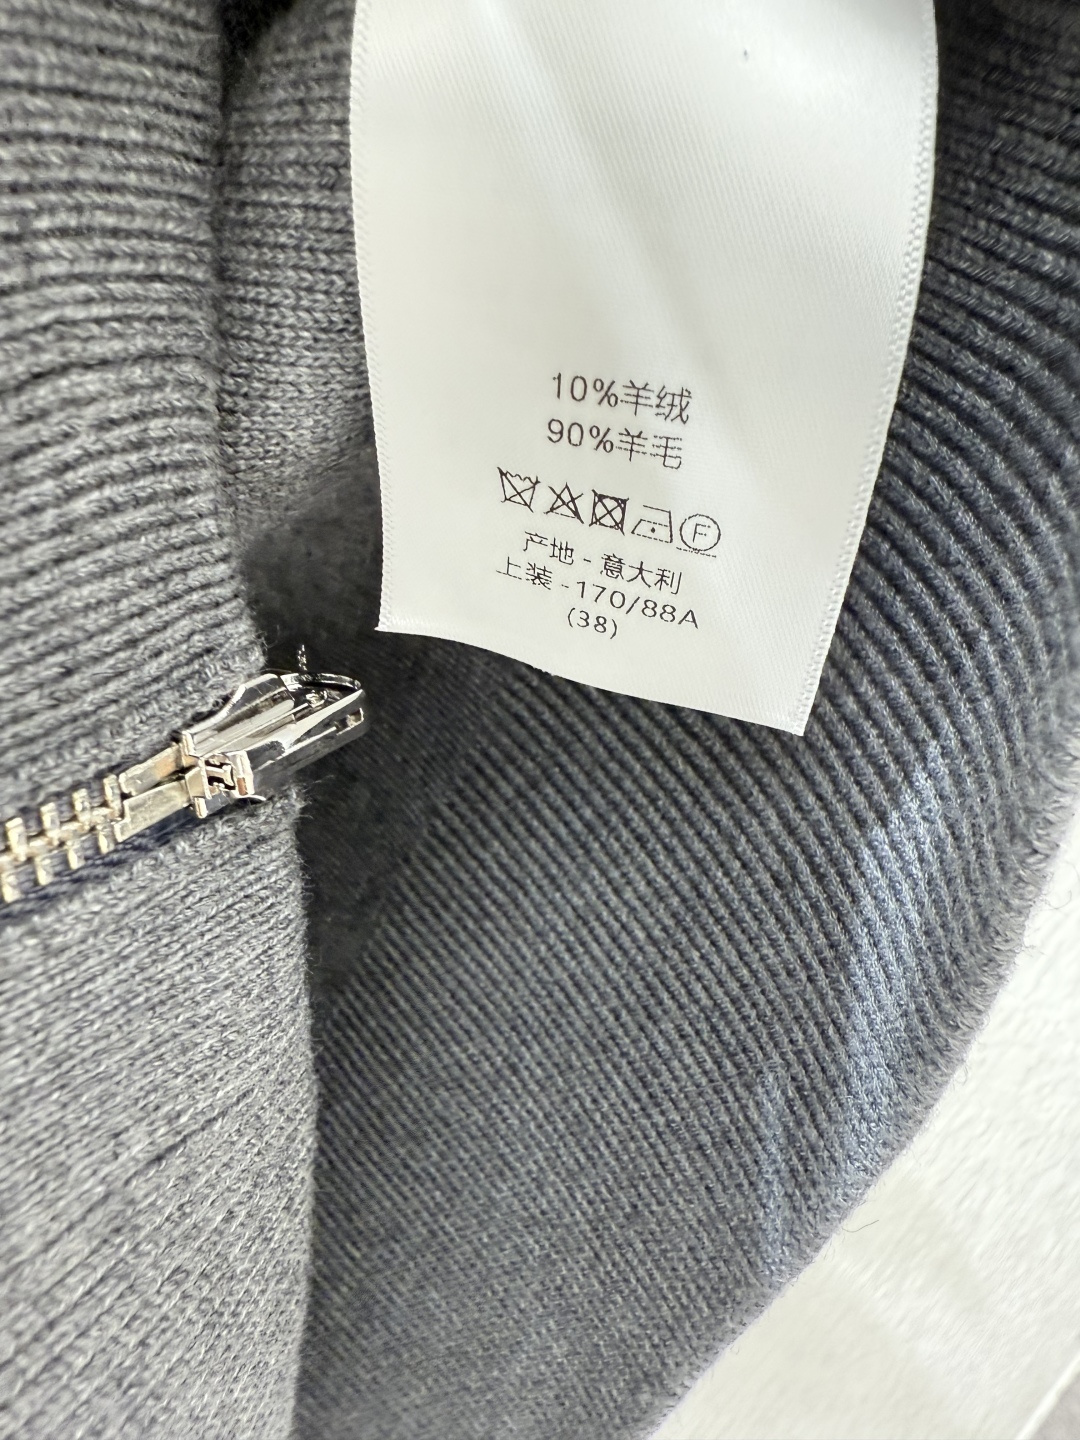 10%羊绒
90%羊毛
F
产地 - 意大利
上装 -170/88A
(38)